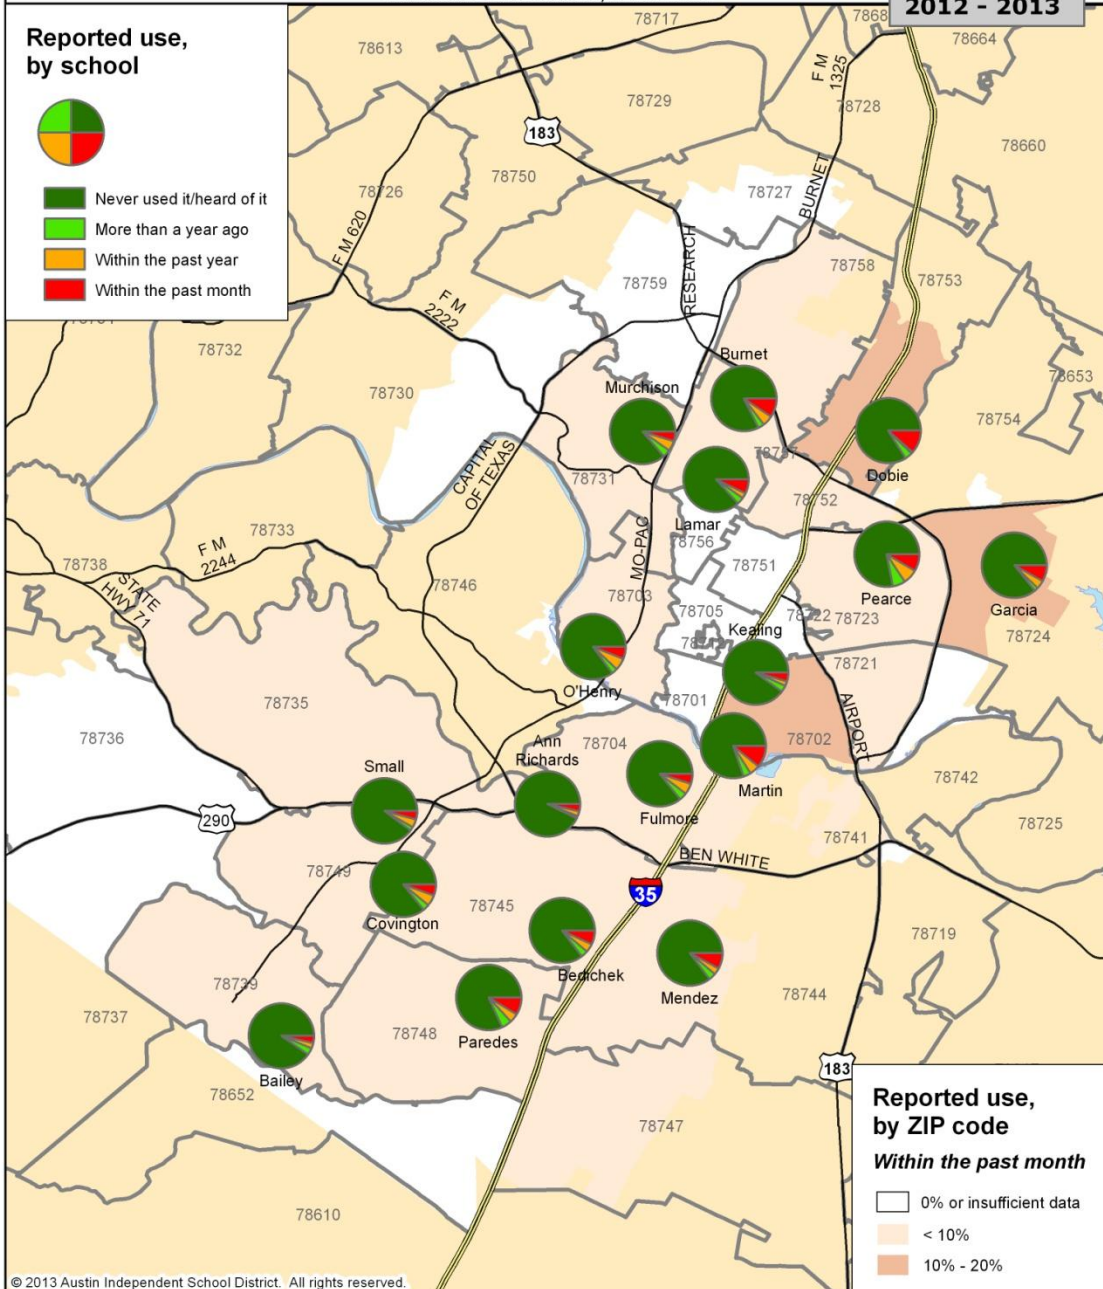 2012 - 2013
Reported use,
by school
Never used it/heard of it
More than a year ago
Within the past year
Within the past month
78717
78664
78613
F M
1325
78729
78728
183
78660
78750
78726
78727
BURNET
F M 620
RESEARCH
78758
78753
78759
F M
2222
78732
Burnet
78653
Murchison
78730
78754
CAPITAL
OF TEXAS
78731
Dobie
78752
Lamar
78733
MO-PAC
78756
F M
2244
78738
78751
STATE
HWY 71
78746
78703
Pearce
Garcia
78705
78722
78723
78724
Kealing
78721
O'Henry
78701
78735
AIRPORT
78736
Ann
Richards
78704
78702
Small
78742
Martin
290
Fulmore
78725
78741
BEN WHITE
78749
35
78745
Covington
78719
Bedichek
78739
Mendez
78744
78737
78748
Paredes
183
Bailey
78652
78747
78610
Reported use,
by ZIP code
Within the past month
0% or insufficient data
< 10%
10% - 20%
© 2013 Austin Independent School District. All rights reserved.